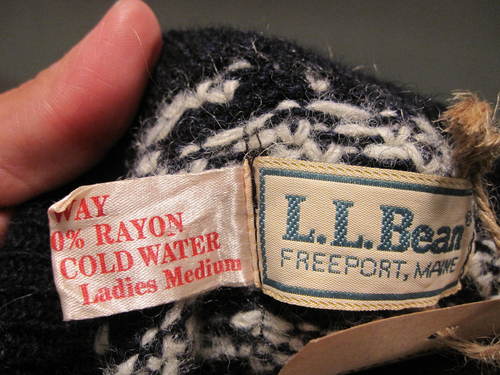 WAY
0% RAYON
COLD WATER
Ladies Medium
L.L.Bean
FREEPORT, MAINE